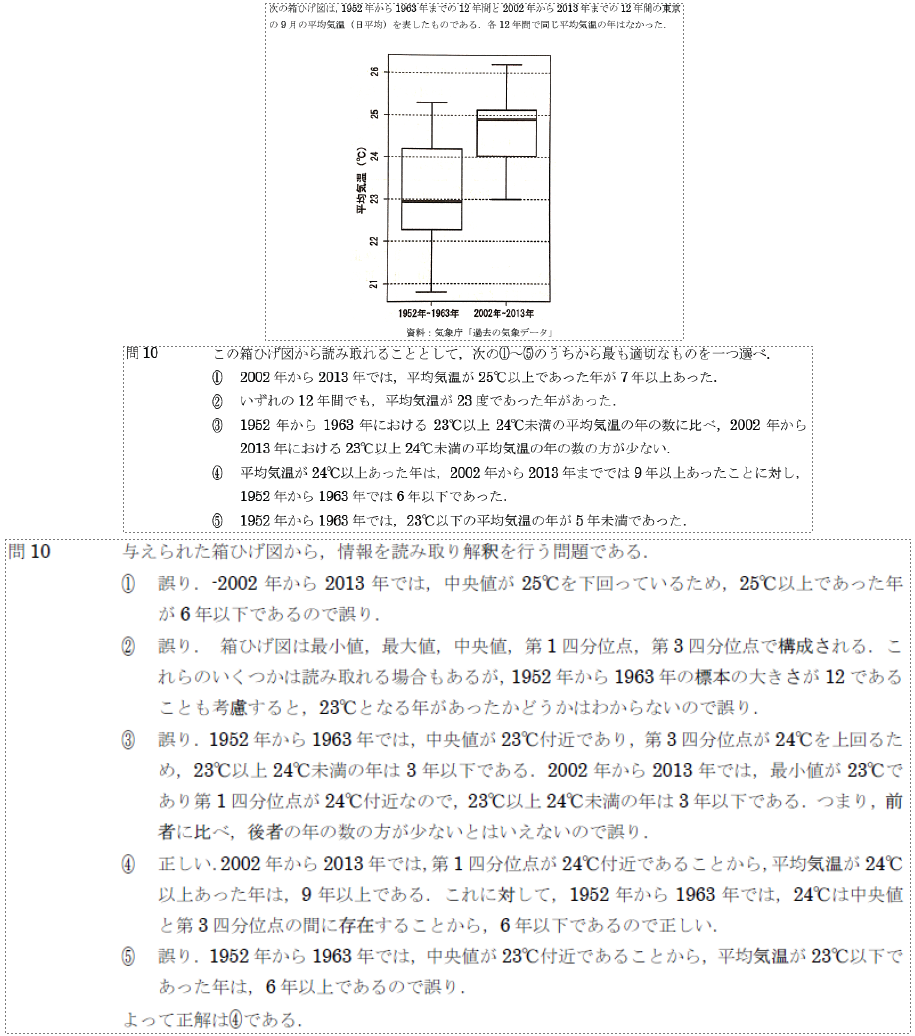 次の箱ひげ図は，1952 年から 1963 年までの 12 年間と 2002 年から 2013 年までの 12 年間の東京
の 9 月の平均気温（日平均）を表したものである．各 12 年間で同じ平均気温の年はなかった．
平均気温（℃）
26
25
24
23
22
21
1952年-1963年 2002年-2013年
資料：気象庁「過去の気象データ」
問 10 この箱ひげ図から読み取れることとして，次の①～⑤のうちから最も適切なものを一つ選べ．
① 2002 年から 2013 年では，平均気温が 25℃以上であった年が 7 年以上あった．
② いずれの 12 年間でも，平均気温が 23 度であった年があった．
③ 1952 年から 1963 年における 23℃以上 24℃未満の平均気温の年の数に比べ，2002 年から
2013 年における 23℃以上 24℃未満の平均気温の年の数の方が少ない．
④ 平均気温が 24℃以上あった年は，2002 年から 2013 年まででは 9 年以上あったことに対し，
1952 年から 1963 年では 6 年以下であった．
⑤ 1952 年から 1963 年では，23℃以下の平均気温の年が 5 年未満であった．
問 10 与えられた箱ひげ図から，情報を読み取り解釈を行う問題である．
① 誤り．-2002 年から 2013 年では，中央値が 25℃を下回っているため，25℃以上であった年
が 6 年以下であるので誤り．
② 誤り． 箱ひげ図は最小値，最大値，中央値，第 1 四分位点，第 3 四分位点で構成される．こ
れらのいくつかは読み取れる場合もあるが，1952 年から 1963 年の標本の大きさが 12 である
ことも考慮すると，23℃となる年があったかどうかはわからないので誤り．
③ 誤り．1952 年から 1963 年では，中央値が 23℃付近であり，第 3 四分位点が 24℃を上回るた
め，23℃以上 24℃未満の年は 3 年以下である．2002 年から 2013 年では，最小値が 23℃で
あり第 1 四分位点が 24℃付近なので，23℃以上 24℃未満の年は 3 年以下である．つまり，前
者に比べ，後者の年の数の方が少ないとはいえないので誤り．
④ 正しい．2002 年から 2013 年では，第 1 四分位点が 24℃付近であることから，平均気温が 24℃
以上あった年は，9 年以上である．これに対して，1952 年から 1963 年では，24℃は中央値
と第 3 四分位点の間に存在することから，6 年以下であるので正しい．
⑤ 誤り．1952 年から 1963 年では，中央値が 23℃付近であることから，平均気温が 23℃以下で
あった年は，6 年以上であるので誤り．
よって正解は④である．